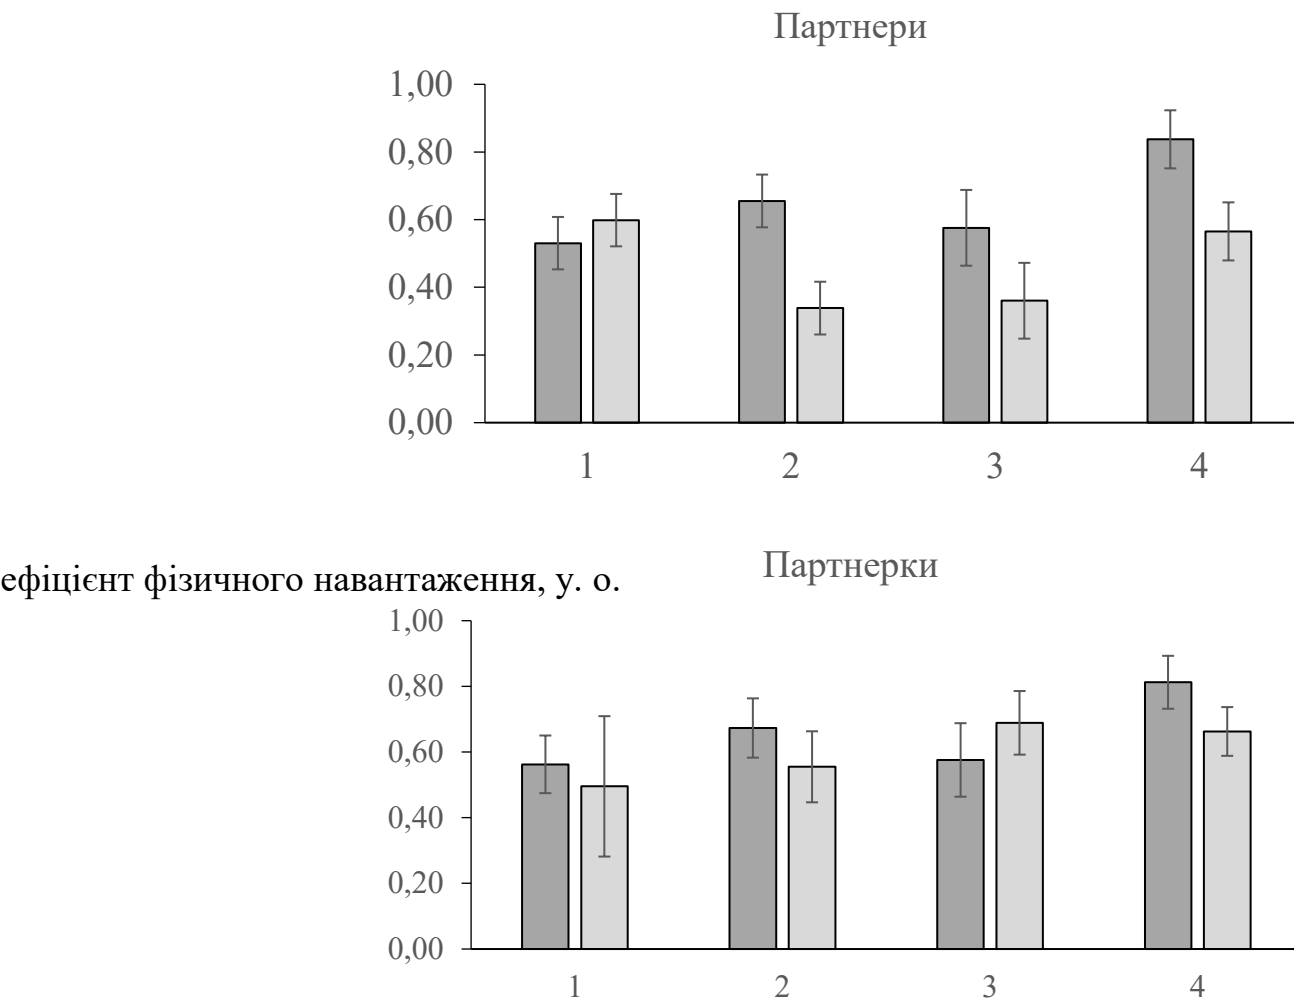 Партнери
1,00
0,80
0,60
0,40
0,20
0,00
1 2 3 4
Партнерки
ефіцієнт фізичного навантаження, у. о.
1,00
0,80
0,60
0,40
0,20
0,00
1 2 3 4